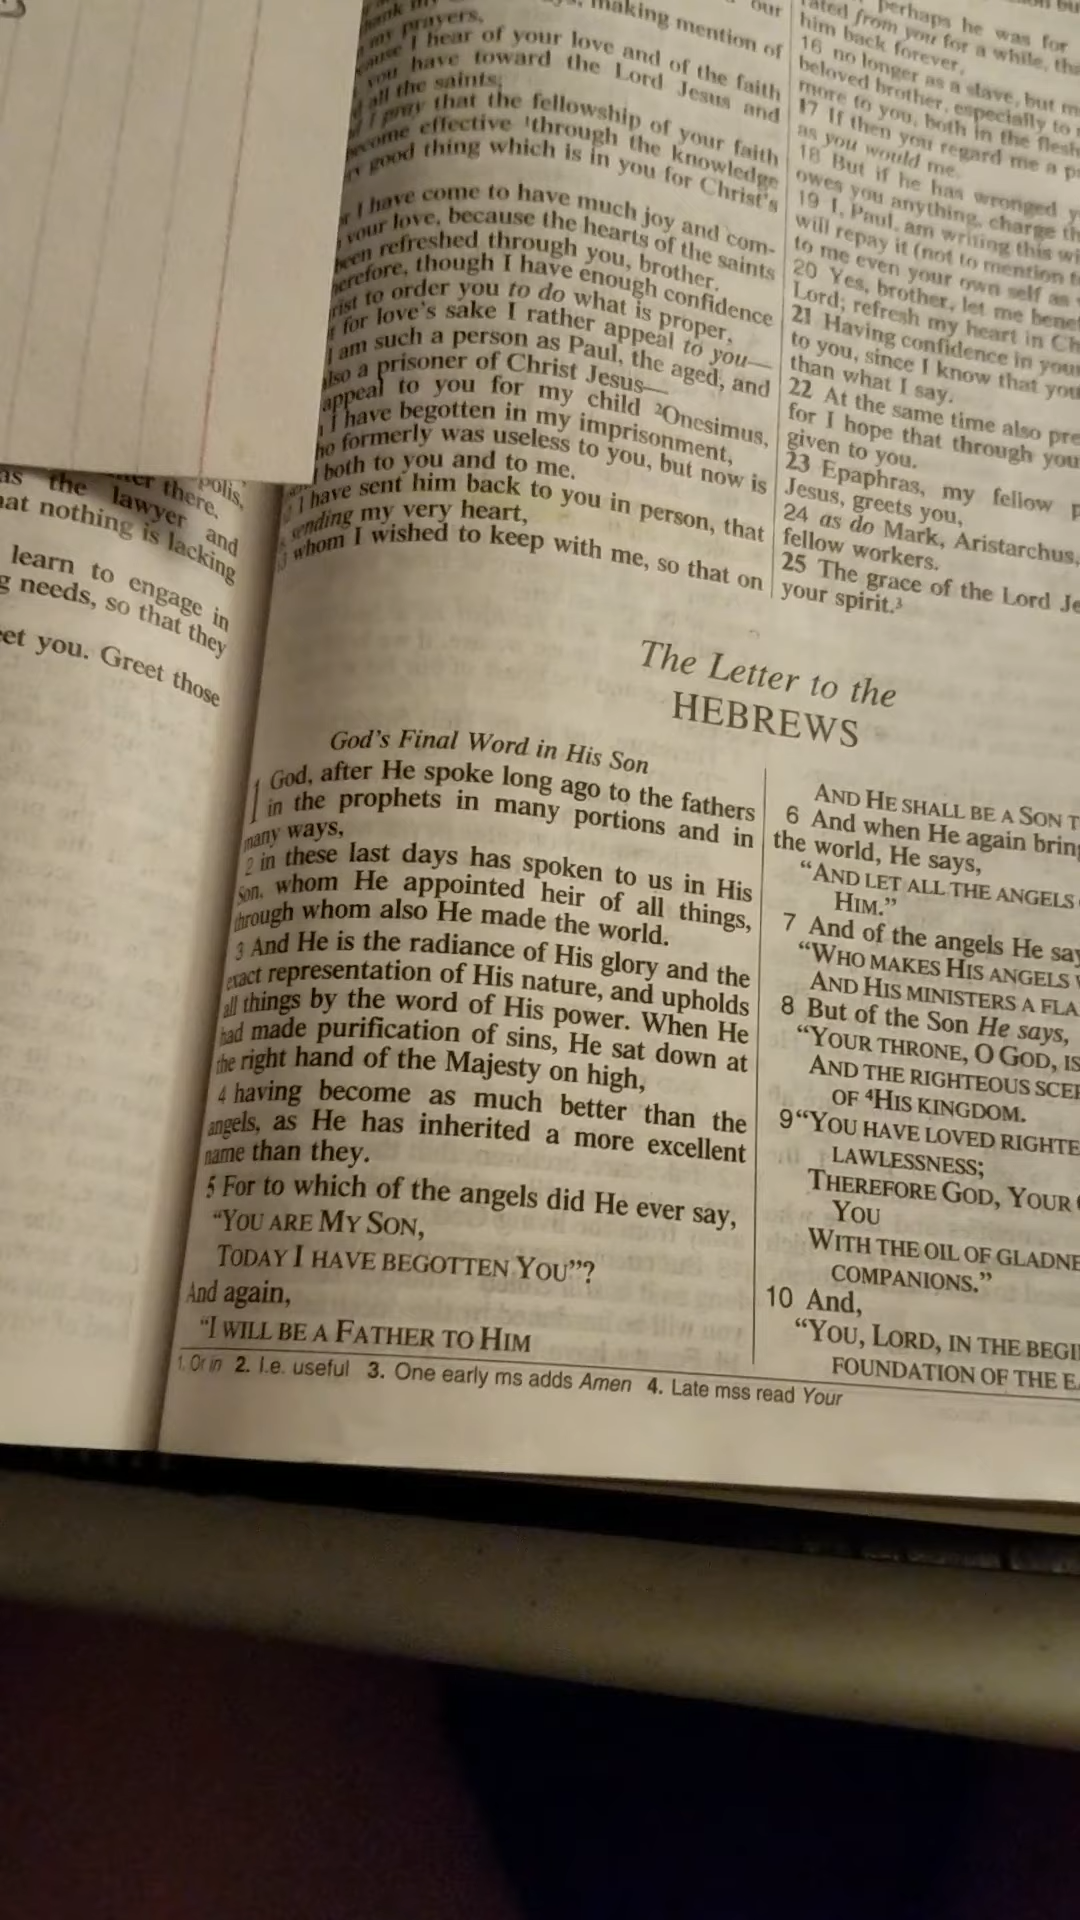 polis,
there.
as the lawyer and
nothing is lacking
learn to engage in
needs, so that they
you. Greet those
making mention of
my prayers,
I hear of your love and of the faith
you have toward the Lord Jesus and
all the saints;
I pray that the fellowship of your faith
become effective ¹through the knowledge
good thing which is in you for Christ's
I have come to have much joy and com-
your love, because the hearts of the saints
been refreshed through you, brother.
though I have enough confidence
to order you to do what is proper,
for love's sake I rather appeal to you—
I am such a person as Paul, the aged, and
also a prisoner of Christ Jesus—
appeal to you for my child ²Onesimus,
I have begotten in my imprisonment,
formerly was useless to you, but now is
both to you and to me.
I have sent him back to you in person, that
sending my very heart,
whom I wished to keep with me, so that on
perhaps he was for
from you for a while,
him back forever,
16 no longer as a slave, but
beloved brother, especially to
more to you, both in the flesh
17 If then you regard me a
as you would me.
18 But if he has wronged
owes you anything, charge
19 I, Paul, am writing this
will repay it (not to mention
to me even your own self as
20 Yes, brother, let me
Lord; refresh my heart in
21 Having confidence in
to you, since I know that you
than what I say.
22 At the same time also
for I hope that through
given to you.
23 Epaphras, my fellow
Jesus, greets you,
24 as do Mark, Aristarchus,
fellow workers.
25 The grace of the Lord
your spirit.³
The Letter to the
HEBREWS
God's Final Word in His Son
1 God, after He spoke long ago to the fathers
in the prophets in many portions and in
many ways,
2 in these last days has spoken to us in His
Son, whom He appointed heir of all things,
through whom also He made the world.
3 And He is the radiance of His glory and the
exact representation of His nature, and upholds
all things by the word of His power. When He
had made purification of sins, He sat down at
the right hand of the Majesty on high,
4 having become as much better than the
angels, as He has inherited a more excellent
name than they.
5 For to which of the angels did He ever say,
“YOU ARE MY SON,
TODAY I HAVE BEGOTTEN YOU”?
And again,
“I WILL BE A FATHER TO HIM
AND HE SHALL BE A SON
6 And when He again
the world, He says,
“AND LET ALL THE ANGELS
HIM.”
7 And of the angels He
“WHO MAKES HIS ANGELS
AND HIS MINISTERS A
8 But of the Son He says,
“YOUR THRONE, O GOD, IS
AND THE RIGHTEOUS
OF ⁴HIS KINGDOM.
9 “YOU HAVE LOVED
LAWLESSNESS;
THEREFORE GOD, YOUR
YOU
WITH THE OIL OF
COMPANIONS.”
10 And,
“YOU, LORD, IN THE
FOUNDATION OF THE
1. Or in 2. I.e. useful 3. One early ms adds Amen 4. Late mss read Your